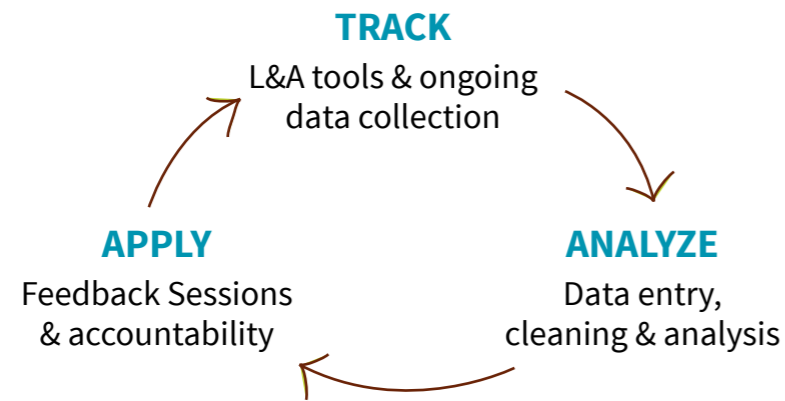 TRACK
L&A tools & ongoing
data collection
APPLY
Feedback Sessions
& accountability
ANALYZE
Data entry,
cleaning & analysis